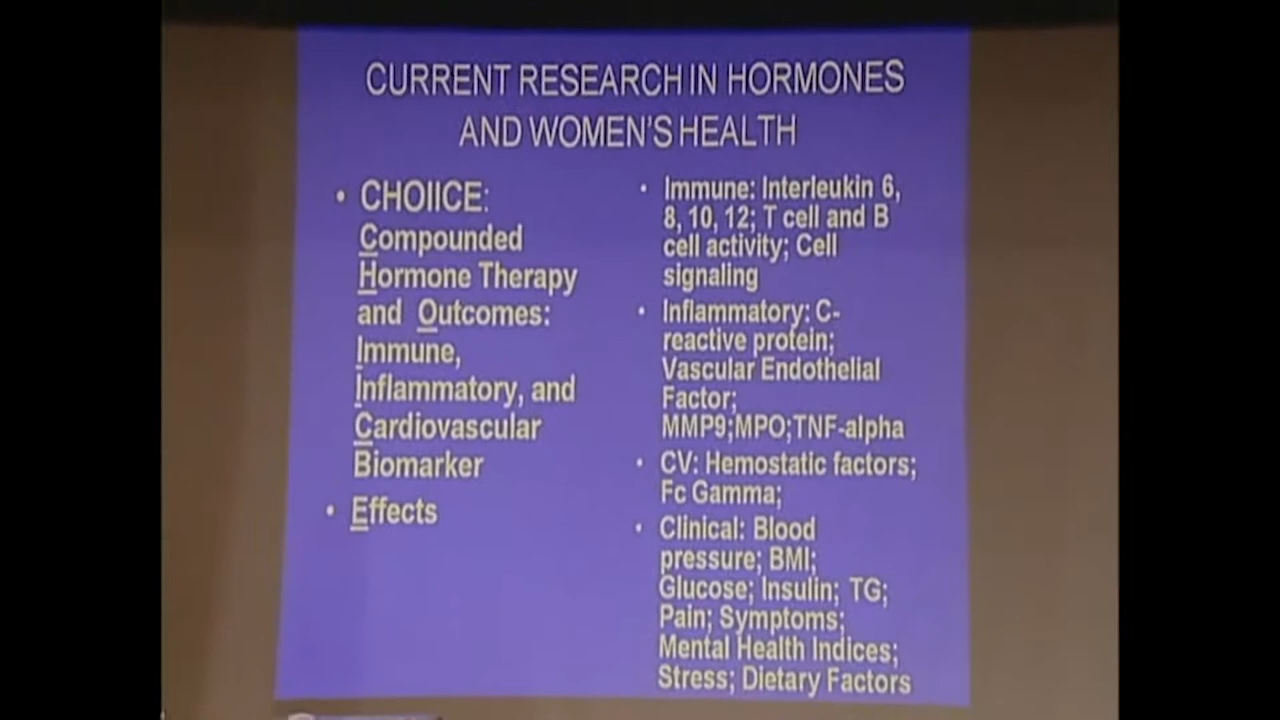 CURRENT RESEARCH IN HORMONES
AND WOMEN'S HEALTH
• CHOIICE:
Compounded
Hormone Therapy
and Outcomes:
Immune,
Inflammatory, and
Cardiovascular
Biomarker
• Effects
• Immune: Interleukin 6,
8, 10, 12; T cell and B
cell activity; Cell
signaling
• Inflammatory: C-
reactive protein;
Vascular Endothelial
Factor;
MMP9;MPO;TNF-alpha
• CV: Hemostatic factors;
Fc Gamma;
• Clinical: Blood
pressure; BMI;
Glucose; Insulin; TG;
Pain; Symptoms;
Mental Health Indices;
Stress; Dietary Factors